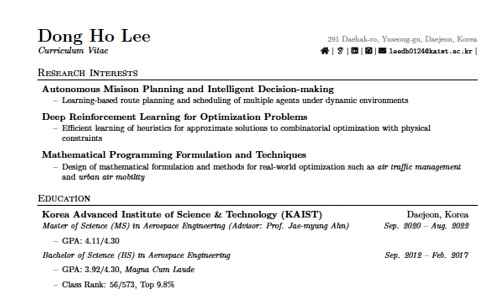 Dong Ho Lee
Curriculum Vitae
291 Daehak-ro, Yuseong-gu, Daejeon, Korea
| | | | leedh0124@kaist.ac.kr |
Research Interests
Autonomous Misison Planning and Intelligent Decision-making
– Learning-based route planning and scheduling of multiple agents under dynamic environments
Deep Reinforcement Learning for Optimization Problems
– Efficient learning of heuristics for approximate solutions to combinatorial optimization with physical
constraints
Mathematical Programming Formulation and Techniques
– Design of mathematical formulation and methods for real-world optimization such as air traffic management
and urban air mobility
Education
Korea Advanced Institute of Science & Technology (KAIST) Daejeon, Korea
Master of Science (MS) in Aerospace Engineering (Advisor: Prof. Jae-myung Ahn) Sep. 2020 – Aug. 2022
– GPA: 4.11/4.30
Bachelor of Science (BS) in Aerospace Engineering Sep. 2012 – Feb. 2017
– GPA: 3.92/4.30, Magna Cum Laude
– Class Rank: 56/573, Top 9.8%